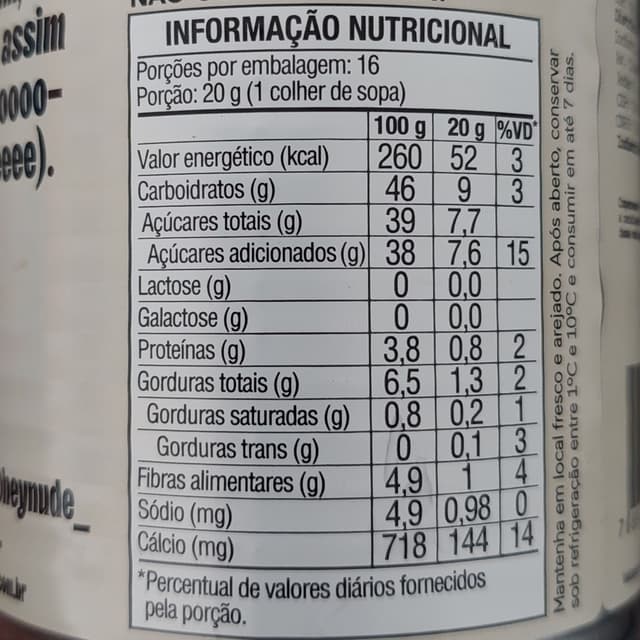 assim
INFORMAÇÃO NUTRICIONAL
Porções por embalagem: 16
Porção: 20 g (1 colher de sopa)
100 g 20 g %VD*
Valor energético (kcal) 260 52 3
Carboidratos (g) 46 9 3
Açúcares totais (g) 39 7,7
Açúcares adicionados (g) 38 7,6 15
Lactose (g) 0 0,0
Galactose (g) 0 0,0
Proteínas (g) 3,8 0,8 2
Gorduras totais (g) 6,5 1,3 2
Gorduras saturadas (g) 0,8 0,2 1
Gorduras trans (g) 0 0,1 3
Fibras alimentares (g) 4,9 1 4
Sódio (mg) 4,9 0,98 0
Cálcio (mg) 718 144 14
*Percentual de valores diários fornecidos
pela porção.
Mantenha em local fresco e arejado. Após aberto, conservar
sob refrigeração entre 1ºC e 10ºC e consumir em até 7 dias.